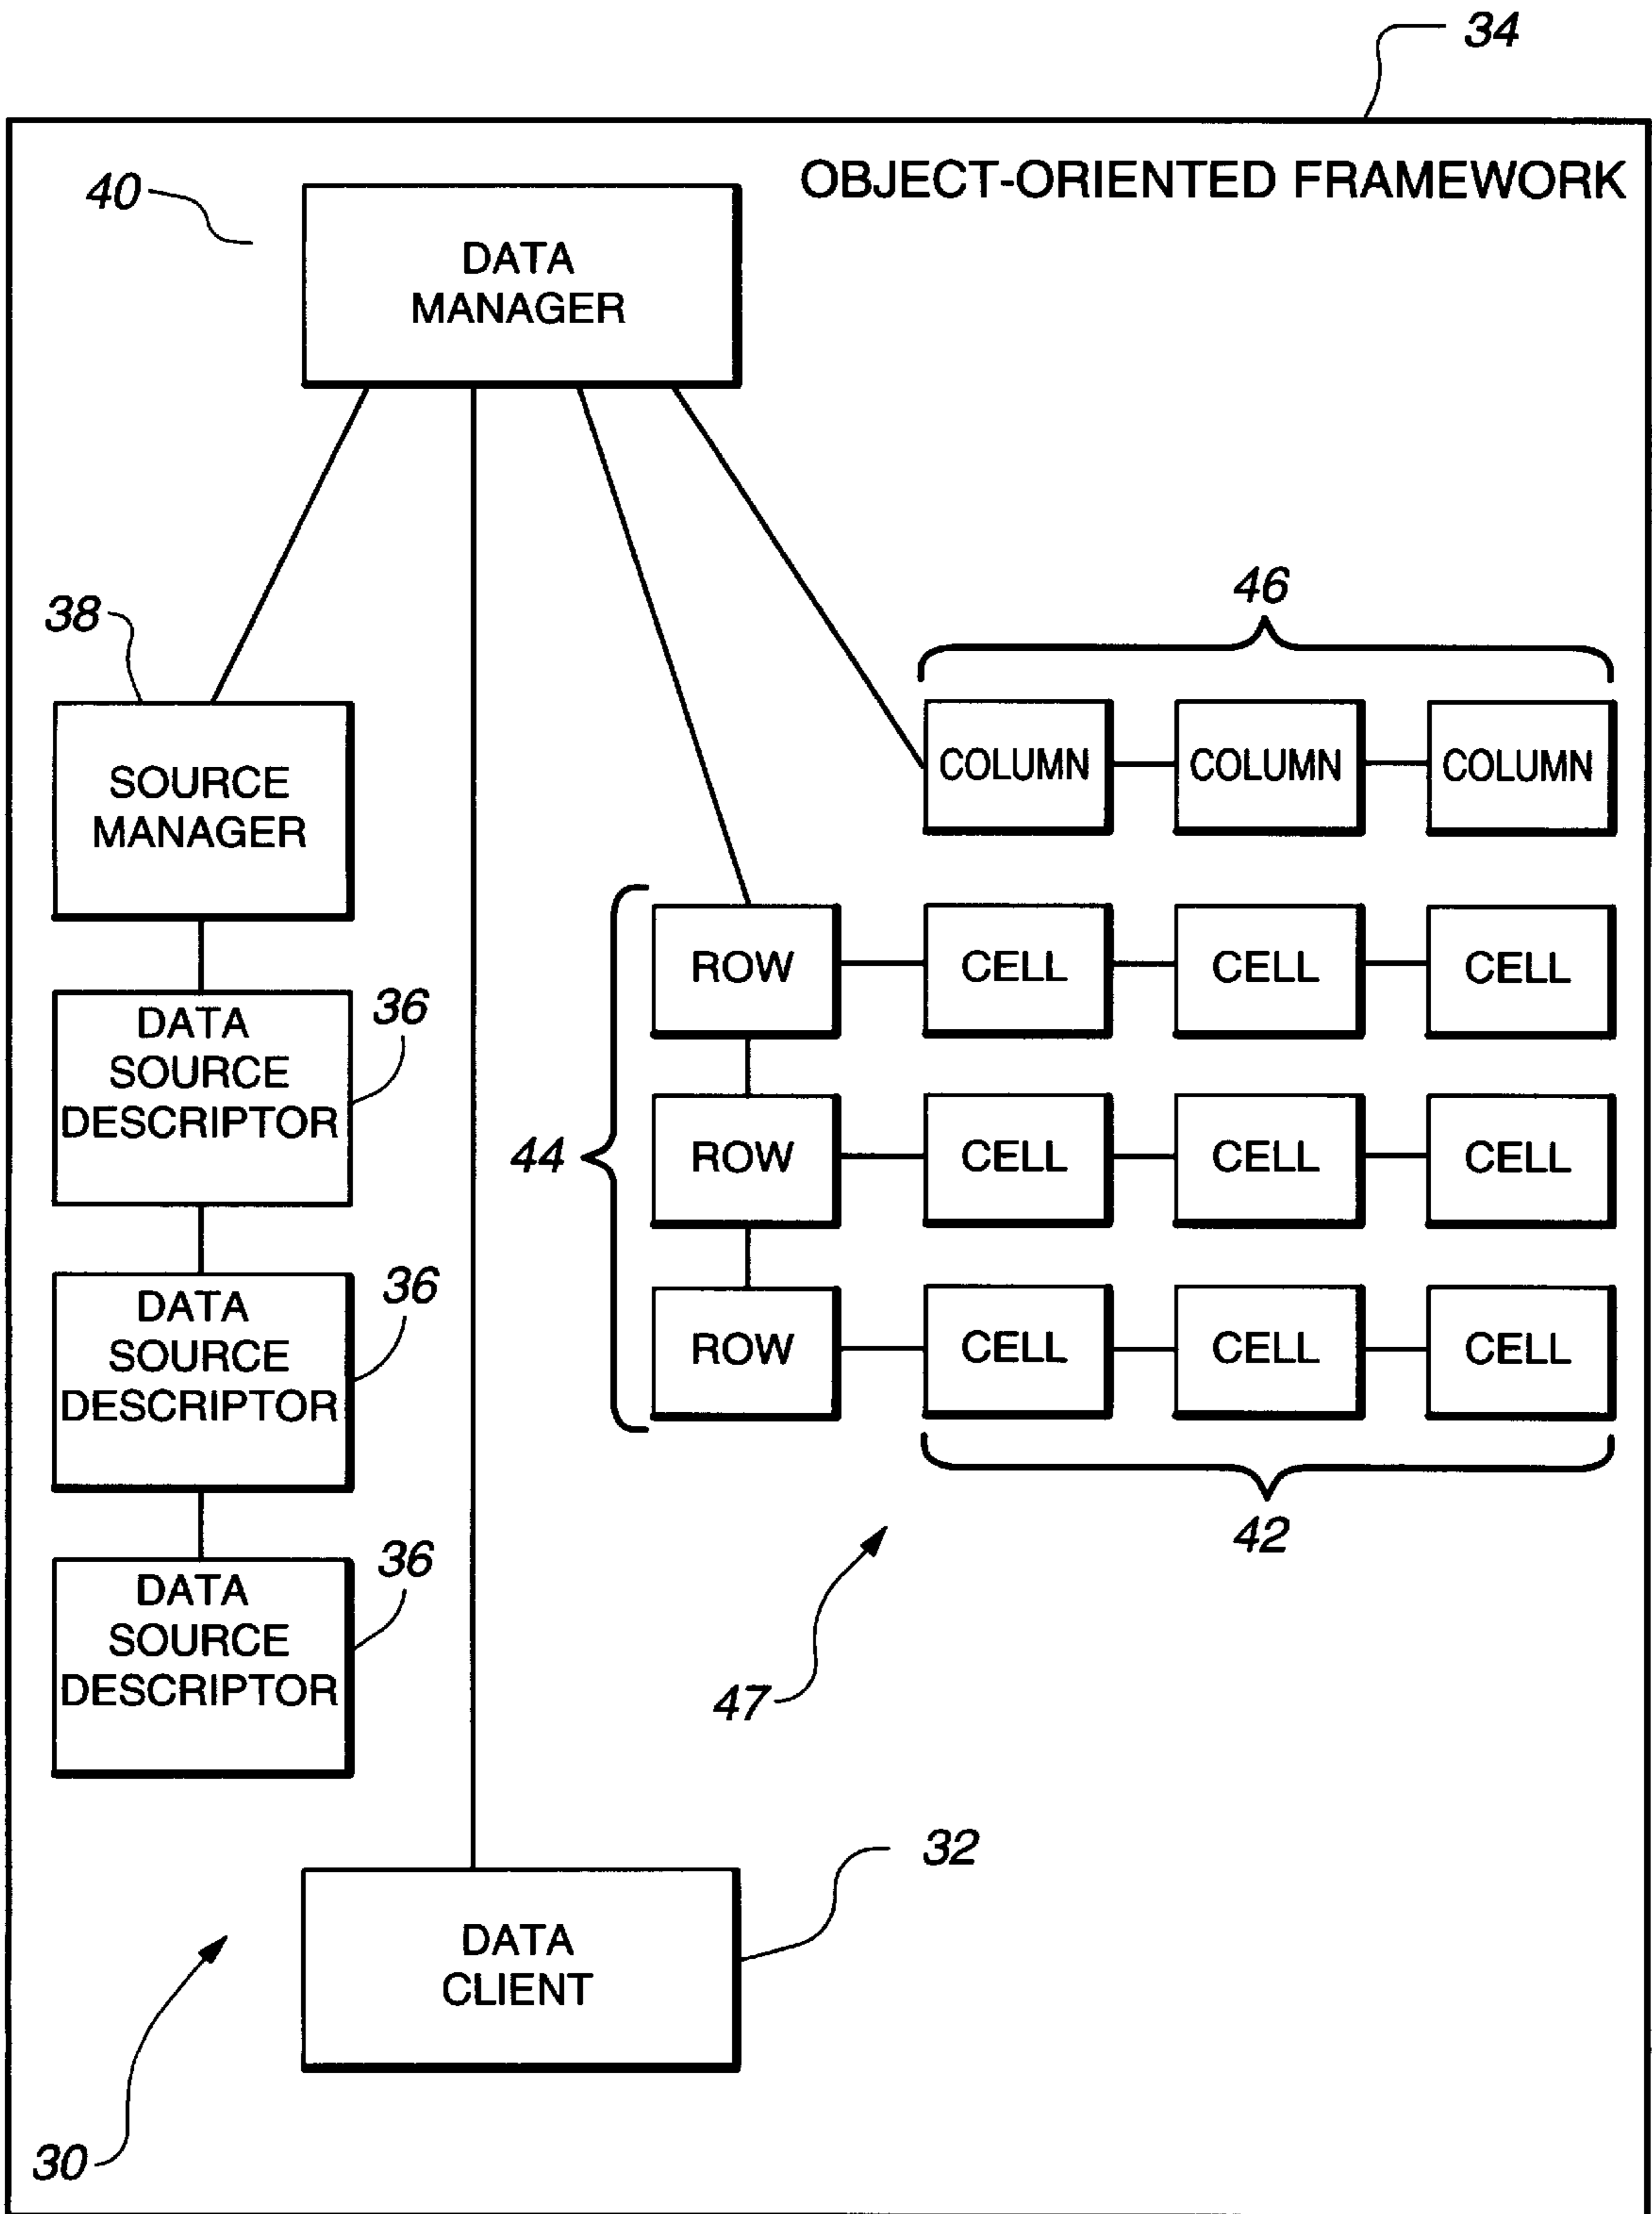 34
OBJECT-ORIENTED FRAMEWORK
40
DATA
MANAGER
46
38
COLUMN COLUMN COLUMN
SOURCE
MANAGER
ROW CELL CELL CELL
36
DATA
SOURCE
DESCRIPTOR
44
ROW CELL CELL CELL
36
DATA
SOURCE
DESCRIPTOR
ROW CELL CELL CELL
42
36
DATA
SOURCE
DESCRIPTOR
47
32
DATA
CLIENT
30